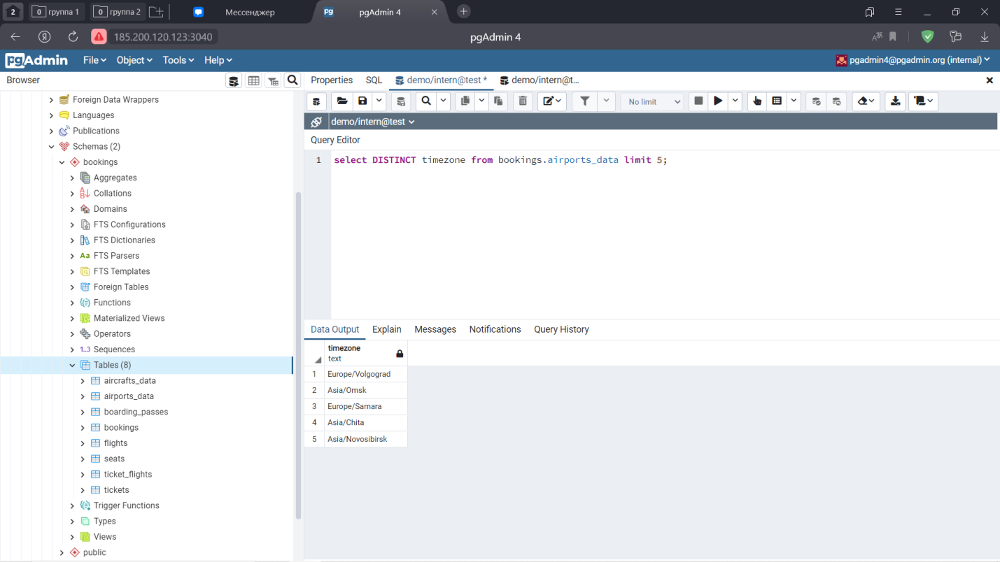 2
0 группа 1
0 группа 2
Мессенджер
pgAdmin 4
185.200.120.123:3040
pgAdmin 4
pgAdmin
File
Object
Tools
Help
pgadmin4@pgadmin.org (internal)
Browser
Properties
SQL
demo/intern@test *
demo/intern@t...
No limit
demo/intern@test
Query Editor
1 select DISTINCT timezone from bookings.airports_data limit 5;
Foreign Data Wrappers
Languages
Publications
Schemas (2)
bookings
Aggregates
Collations
Domains
FTS Configurations
FTS Dictionaries
Aa FTS Parsers
FTS Templates
Foreign Tables
Functions
Materialized Views
Operators
1..3 Sequences
Tables (8)
aircrafts_data
airports_data
boarding_passes
bookings
flights
seats
ticket_flights
tickets
Trigger Functions
Types
Views
public
Data Output
Explain
Messages
Notifications
Query History
timezone
text
1 Europe/Volgograd
2 Asia/Omsk
3 Europe/Samara
4 Asia/Chita
5 Asia/Novosibirsk